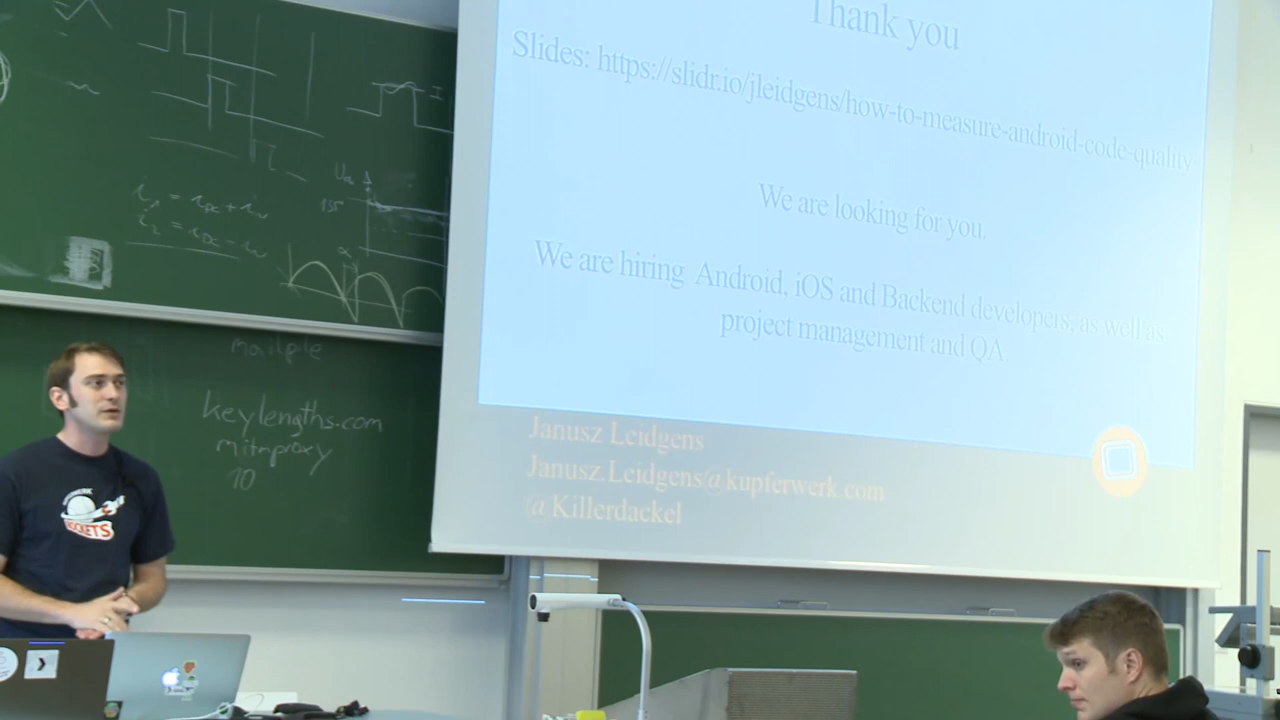 Thank you
Slides: https://slidr.io/jleidgens/how-to-measure-android-code-quality
We are looking for you.
We are hiring Android, iOS and Backend developers, as well as
project management and QA.
Janusz Leidgens
Janusz.Leidgens@kupferwerk.com
@Killerdackel
mailpile
keylengths.com
mitmproxy
ROCKETS